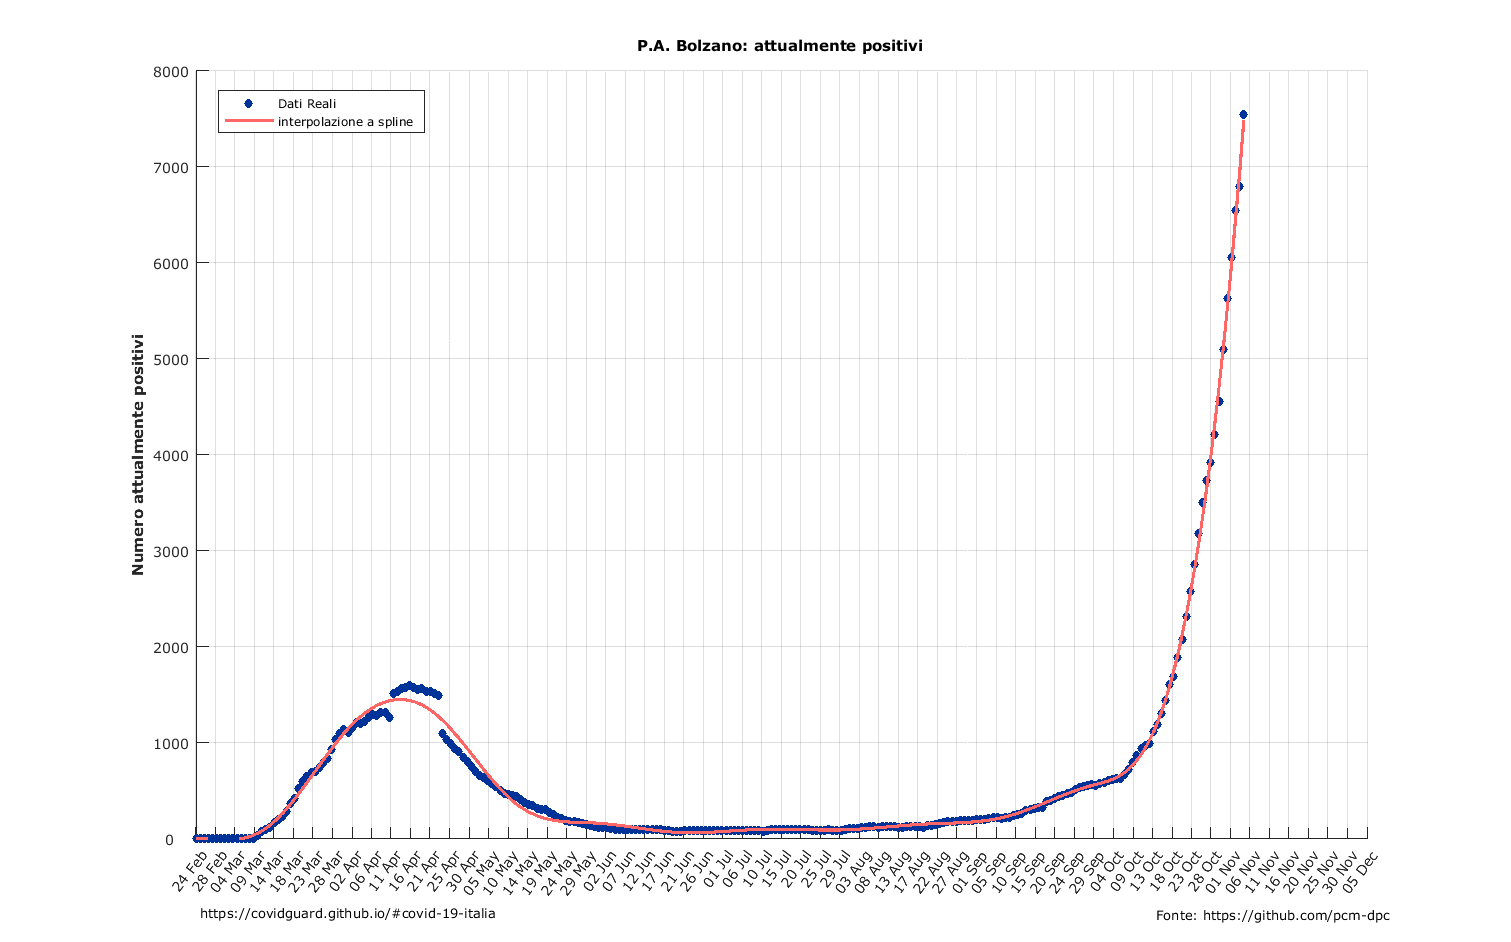 P.A. Bolzano: attualmente positivi
8000
7000
6000
5000
4000
3000
2000
1000
0
Numero attualmente positivi
Dati Reali
interpolazione a spline
24 Feb
28 Feb
04 Mar
09 Mar
14 Mar
18 Mar
23 Mar
28 Mar
02 Apr
06 Apr
11 Apr
16 Apr
21 Apr
25 Apr
30 Apr
05 May
10 May
14 May
19 May
24 May
29 May
02 Jun
07 Jun
12 Jun
17 Jun
21 Jun
26 Jun
01 Jul
06 Jul
10 Jul
15 Jul
20 Jul
25 Jul
29 Jul
03 Aug
08 Aug
13 Aug
17 Aug
22 Aug
27 Aug
01 Sep
05 Sep
10 Sep
15 Sep
20 Sep
24 Sep
29 Sep
04 Oct
09 Oct
13 Oct
18 Oct
23 Oct
28 Oct
01 Nov
06 Nov
11 Nov
16 Nov
20 Nov
25 Nov
30 Nov
05 Dec
https://covidguard.github.io/#covid-19-italia
Fonte: https://github.com/pcm-dpc